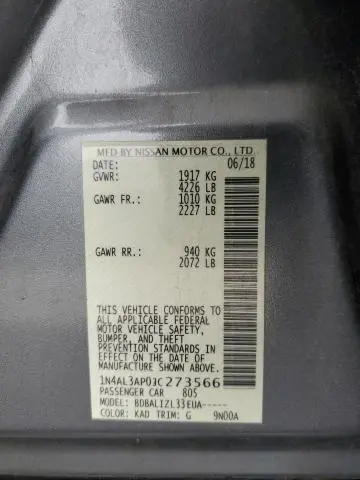 MFD BY NISSAN MOTOR CO., LTD.
DATE: 06/18
GVWR: 1917 KG
4226 LB
GAWR FR.: 1010 KG
2227 LB
GAWR RR.: 940 KG
2072 LB
THIS VEHICLE CONFORMS TO
ALL APPLICABLE FEDERAL
MOTOR VEHICLE SAFETY,
BUMPER, AND THEFT
PREVENTION STANDARDS
IN EFFECT ON THE DATE OF
MANUFACTURE SHOWN ABOVE.
1N4AL3AP0JC273566
PASSENGER CAR 805
MODEL: BDBALIZL33EUA-----
COLOR: KAD TRIM: G 9N00A